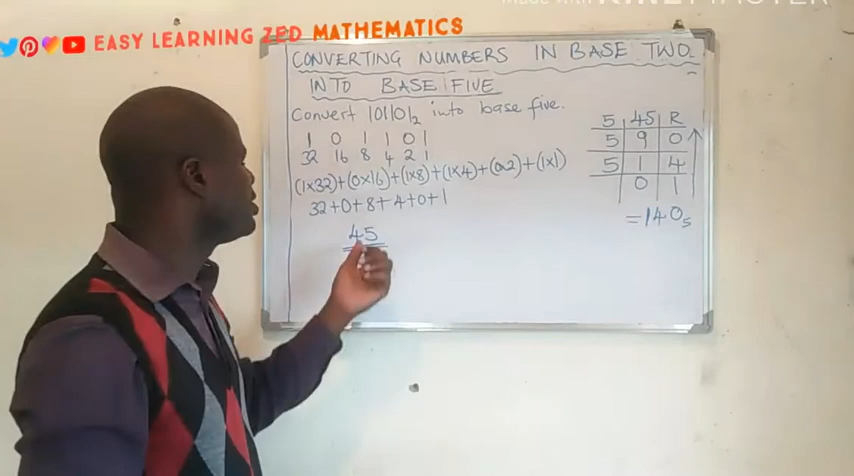 made with KINEMASTER
EASY LEARNING ZED MATHEMATICS
CONVERTING NUMBERS IN BASE TWO
INTO BASE FIVE
Convert 101101₂ into base five.
1 0 1 1 0 1
32 16 8 4 2 1
(1×32)+(0×16)+(1×8)+(1×4)+(0×2)+(1×1)
32+0+8+4+0+1
45
5 45 R
5 9 0
5 1 4
0 1
=140₅